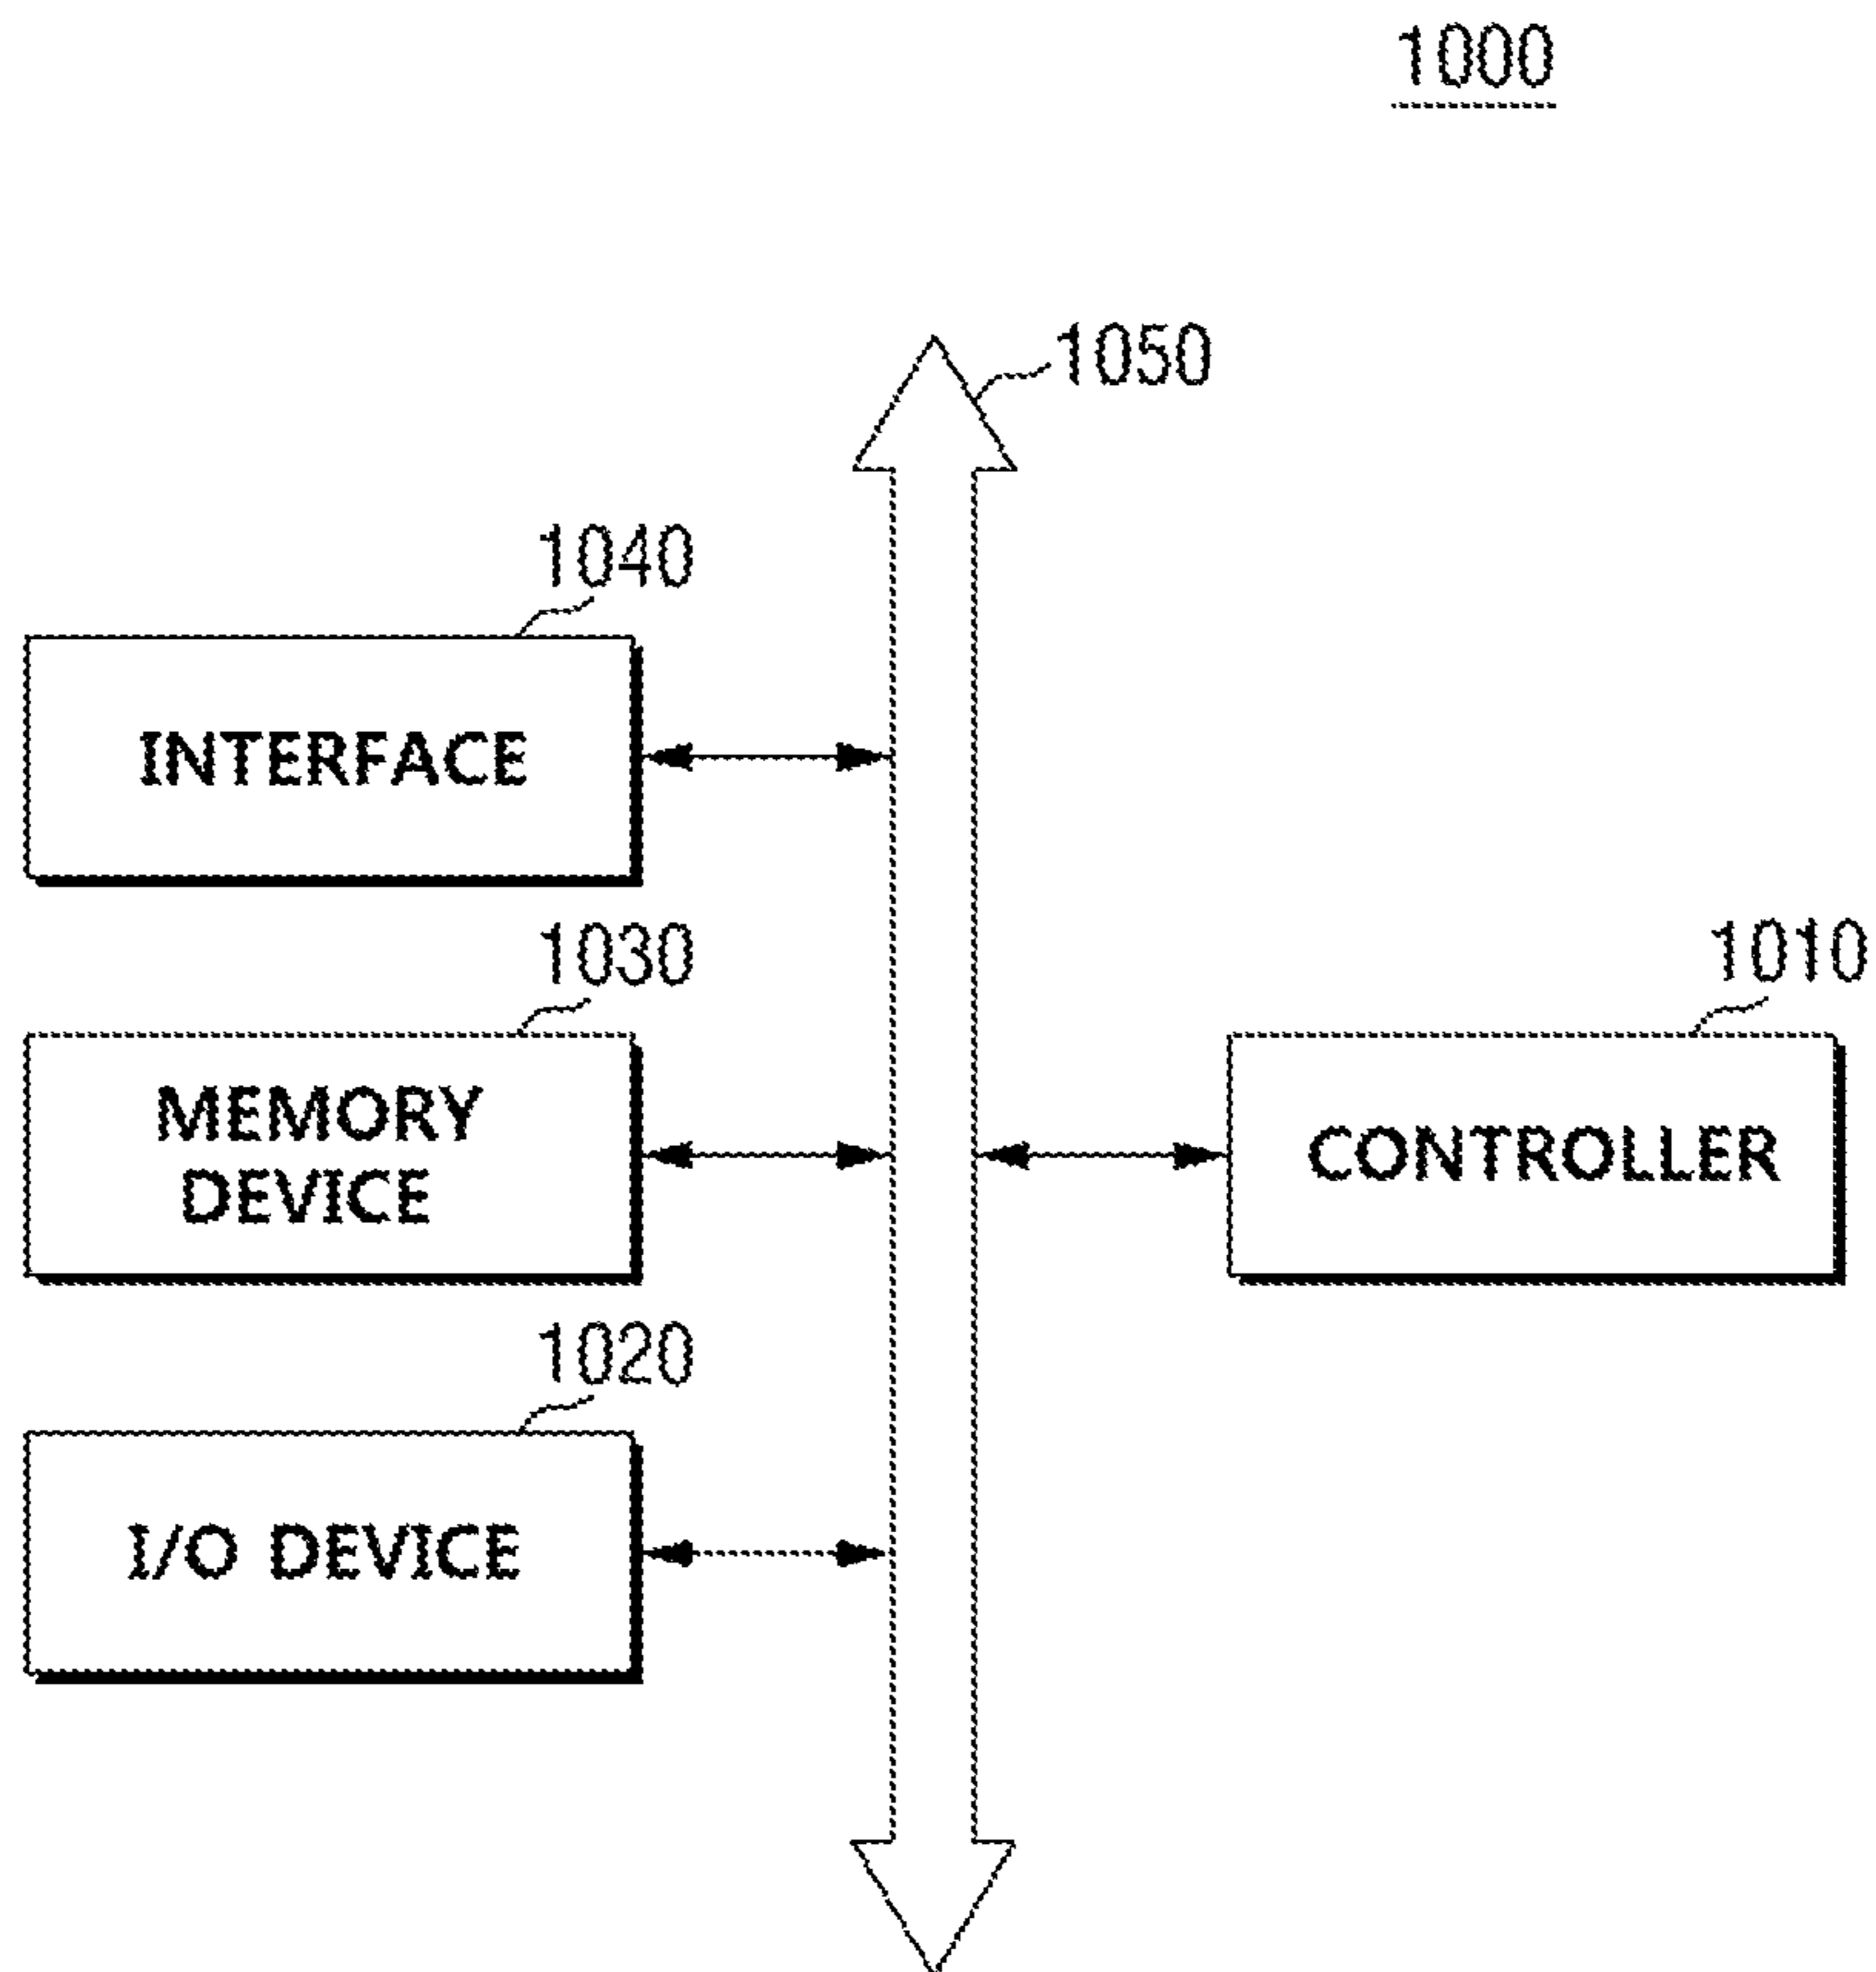 1000
1050
1040
INTERFACE
1030
1010
MEMORY
DEVICE
CONTROLLER
1020
I/O DEVICE